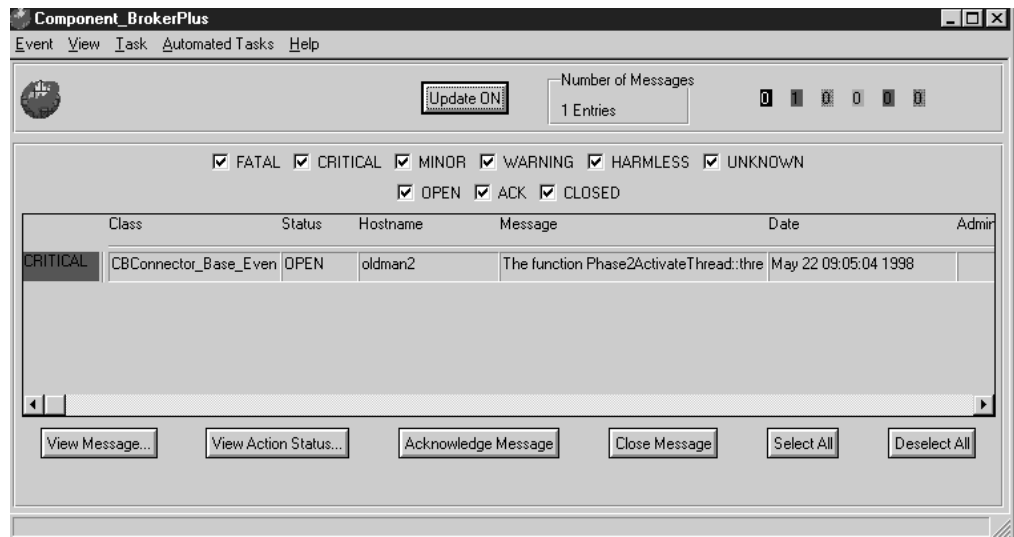 Component_BrokerPlus
Event View Task Automated Tasks Help
Update ON
Number of Messages
1 Entries
0 1 0 0 0 0
FATAL CRITICAL MINOR WARNING HARMLESS UNKNOWN
OPEN ACK CLOSED
Class Status Hostname Message Date Admin
CRITICAL CBConnector_Base_Even OPEN oldman2 The function Phase2ActivateThread::thre May 22 09:05:04 1998
View Message... View Action Status... Acknowledge Message Close Message Select All Deselect All